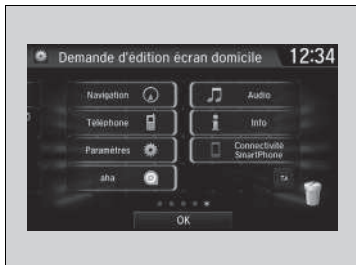 Demande d'édition écran domicile 12:34
Navigation
Audio
Téléphone
Info
Paramètres
Connectivité
SmartPhone
aha
OK